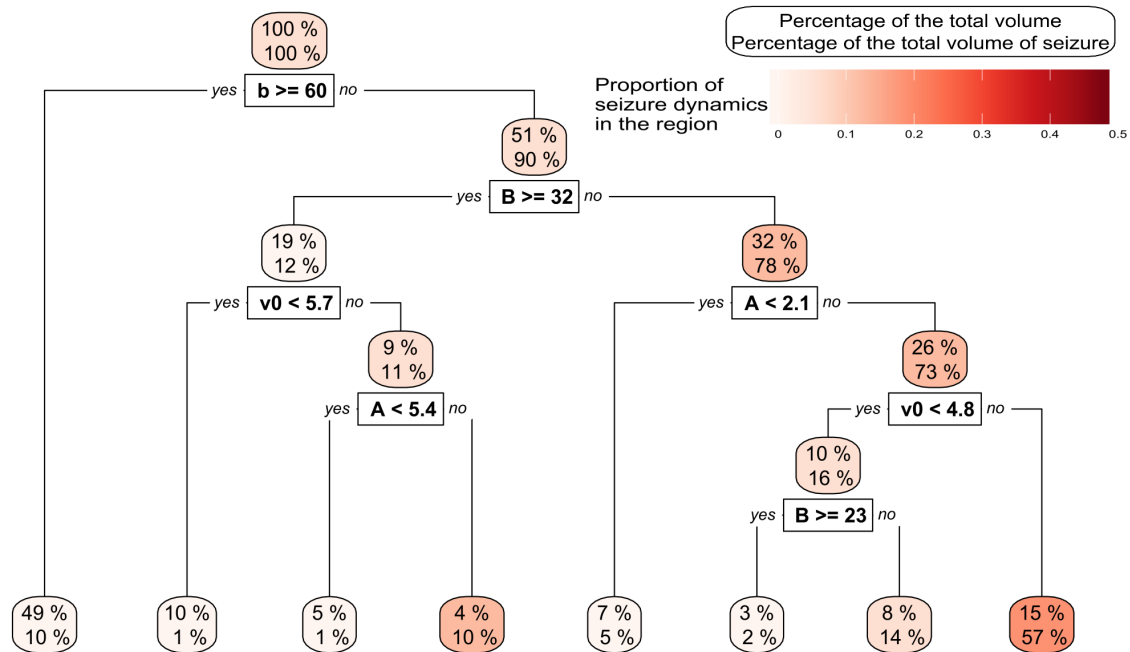 100 %
100 %
Percentage of the total volume
Percentage of the total volume of seizure
yes b >= 60 no
Proportion of
seizure dynamics
in the region
0 0.1 0.2 0.3 0.4 0.5
51 %
90 %
yes B >= 32 no
19 %
12 %
32 %
78 %
yes v0 < 5.7 no
yes A < 2.1 no
9 %
11 %
26 %
73 %
yes A < 5.4 no
yes v0 < 4.8 no
10 %
16 %
yes B >= 23 no
49 %
10 %
10 %
1 %
5 %
1 %
4 %
10 %
7 %
5 %
3 %
2 %
8 %
14 %
15 %
57 %